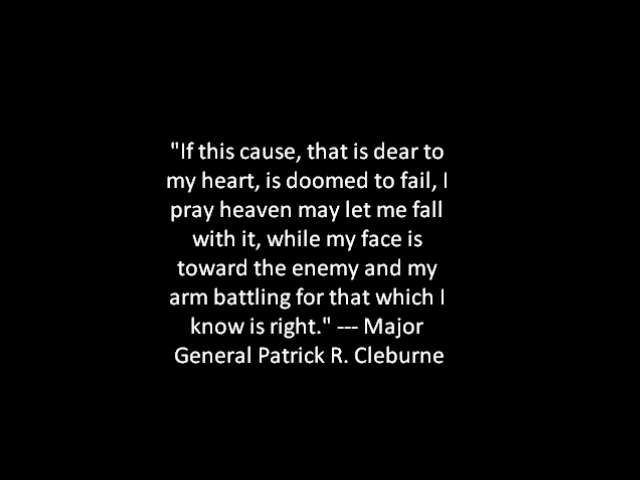 "If this cause, that is dear to
my heart, is doomed to fail, I
pray heaven may let me fall
with it, while my face is
toward the enemy and my
arm battling for that which I
know is right." --- Major
General Patrick R. Cleburne